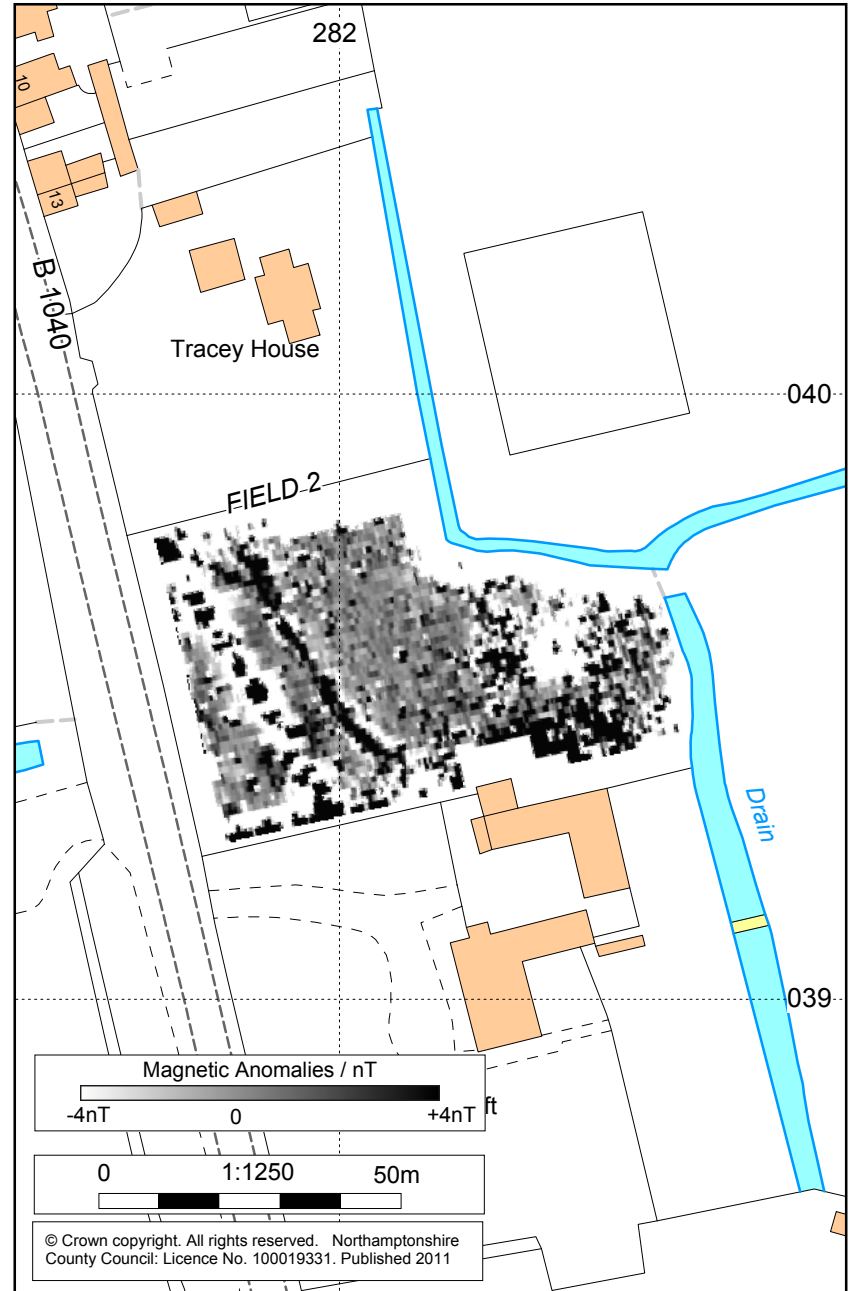 282
10
13
B 1040
Tracey House
040
FIELD 2
Drain
039
Magnetic Anomalies / nT
-4nT 0 +4nT
ft
0 1:1250 50m
© Crown copyright. All rights reserved. Northamptonshire
County Council: Licence No. 100019331. Published 2011